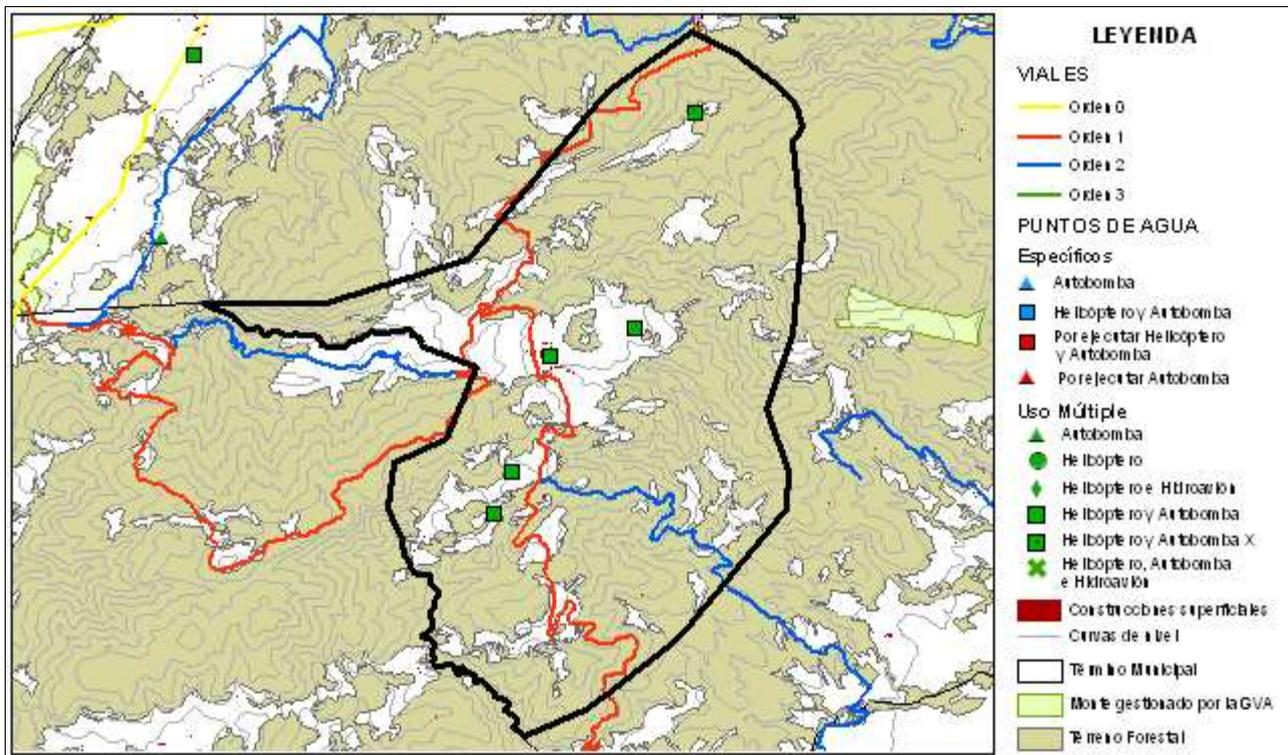 LEYENDA
VIALES
Orden 0
Orden 1
Orden 2
Orden 3
PUNTOS DE AGUA
Específicos
Autobomba
Helicóptero y Autobomba
Por ejecutar Helicóptero
y Autobomba
Por ejecutar Autobomba
Uso Múltiple
Autobomba
Helicóptero
Helicóptero e Hidroavión
Helicóptero y Autobomba
Helicóptero y Autobomba X
Helicóptero, Autobomba
e Hidroavión
Construcciones superficiales
Curvas de nivel
Término Municipal
Monte gestionado por la GVA
Terreno Forestal